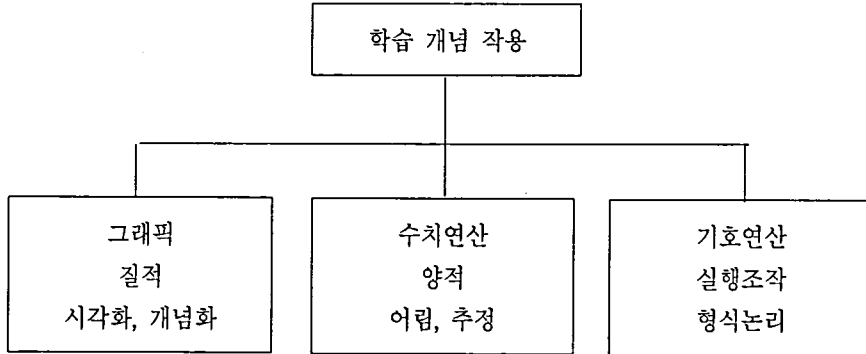 학습 개념 작용
그래픽
질적
시각화, 개념화
수치연산
양적
어림, 추정
기호연산
실행조작
형식논리